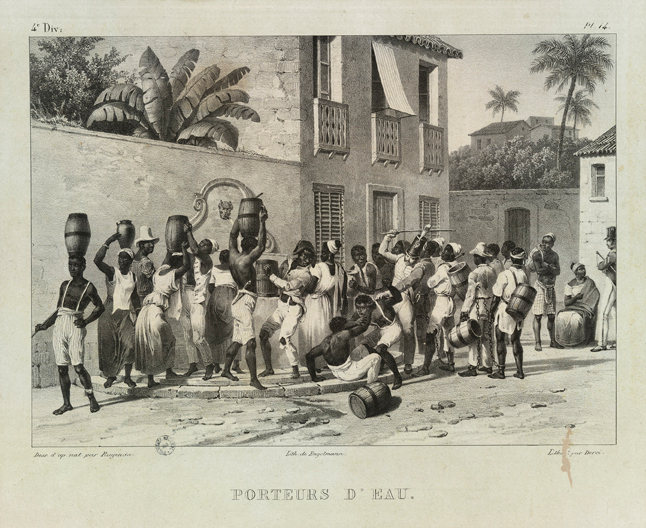 4e Div:
Pl. 14.
Dess. d'ap. nat. par Rugendas.
Lith. de Engelmann.
Lith. par Deroi.
PORTEURS D'EAU.